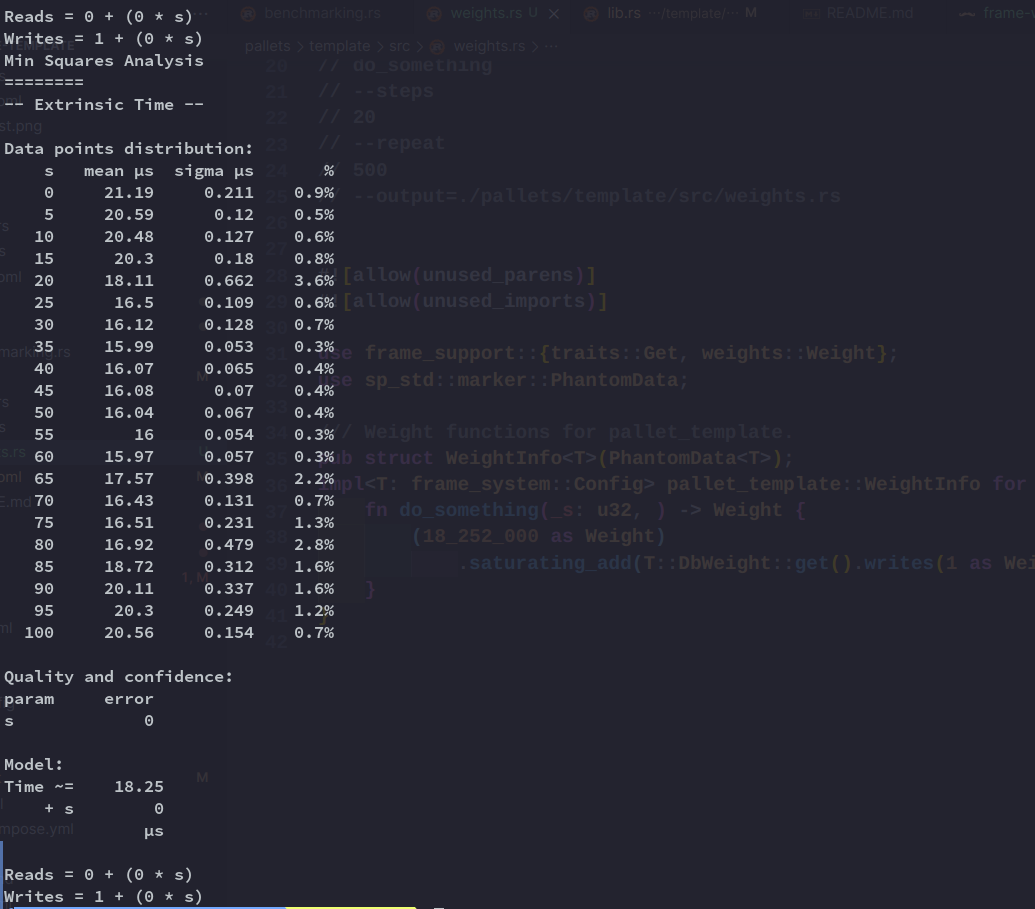 Reads = 0 + (0 * s)
Writes = 1 + (0 * s)
Min Squares Analysis
========
-- Extrinsic Time --
Data points distribution:
s mean µs sigma µs %
0 21.19 0.211 0.9%
5 20.59 0.12 0.5%
10 20.48 0.127 0.6%
15 20.3 0.18 0.8%
20 18.11 0.662 3.6%
25 16.5 0.109 0.6%
30 16.12 0.128 0.7%
35 15.99 0.053 0.3%
40 16.07 0.065 0.4%
45 16.08 0.07 0.4%
50 16.04 0.067 0.4%
55 16 0.054 0.3%
60 15.97 0.057 0.3%
65 17.57 0.398 2.2%
70 16.43 0.131 0.7%
75 16.51 0.231 1.3%
80 16.92 0.479 2.8%
85 18.72 0.312 1.6%
90 20.11 0.337 1.6%
95 20.3 0.249 1.2%
100 20.56 0.154 0.7%
Quality and confidence:
param error
s 0
Model:
Time ~= 18.25
+ s 0
µs
Reads = 0 + (0 * s)
Writes = 1 + (0 * s)
benchmarking.rs weights.rs U lib.rs .../template/... M README.md
pallets > template > src > weights.rs > ...
20 // do_something
21 // --steps
22 // 20
23 // --repeat
24 // 500
25 // --output=./pallets/template/src/weights.rs
26
27
28 [allow(unused_parens)]
29 [allow(unused_imports)]
30
31 use frame_support::{traits::Get, weights::Weight};
32 use sp_std::marker::PhantomData;
33
34 // Weight functions for pallet_template.
35 pub struct WeightInfo<T>(PhantomData<T>);
36 impl<T: frame_system::Config> pallet_template::WeightInfo for
37 fn do_something(_s: u32, ) -> Weight {
38 (18_252_000 as Weight)
39 .saturating_add(T::DbWeight::get().writes(1 as
40 }
41 }
42